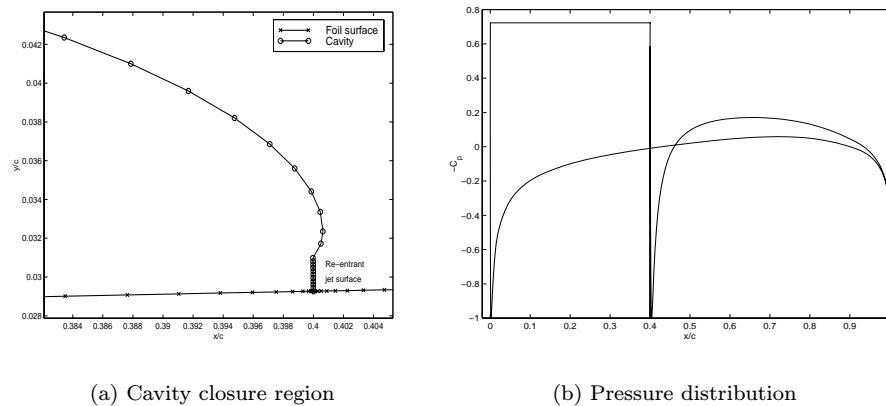 Foil surface
Cavity
0.042
0.04
0.038
0.036
0.034
0.032
0.03
0.028
y/c
Re−entrant
jet surface
0.384 0.386 0.388 0.39 0.392 0.394 0.396 0.398 0.4 0.402 0.404
x/c
(a) Cavity closure region
0.8
0.6
0.4
0.2
0
−0.2
−0.4
−0.6
−0.8
−1
−Cp
0 0.1 0.2 0.3 0.4 0.5 0.6 0.7 0.8 0.9
x/c
(b) Pressure distribution